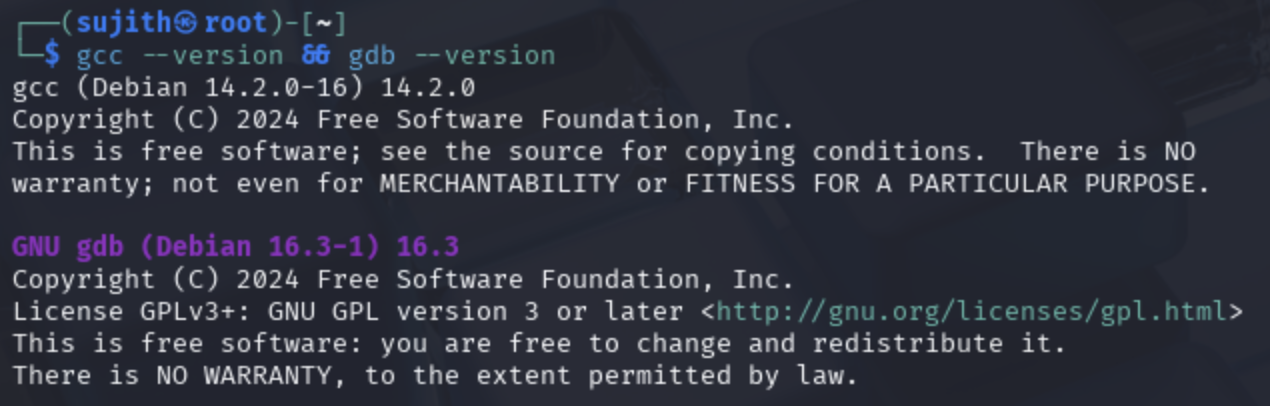 ┌──(sujith㉿root)-[~]
└─$ gcc --version && gdb --version
gcc (Debian 14.2.0-16) 14.2.0
Copyright (C) 2024 Free Software Foundation, Inc.
This is free software; see the source for copying conditions.  There is NO
warranty; not even for MERCHANTABILITY or FITNESS FOR A PARTICULAR PURPOSE.

GNU gdb (Debian 16.3-1) 16.3
Copyright (C) 2024 Free Software Foundation, Inc.
License GPLv3+: GNU GPL version 3 or later <http://gnu.org/licenses/gpl.html>
This is free software: you are free to change and redistribute it.
There is NO WARRANTY, to the extent permitted by law.